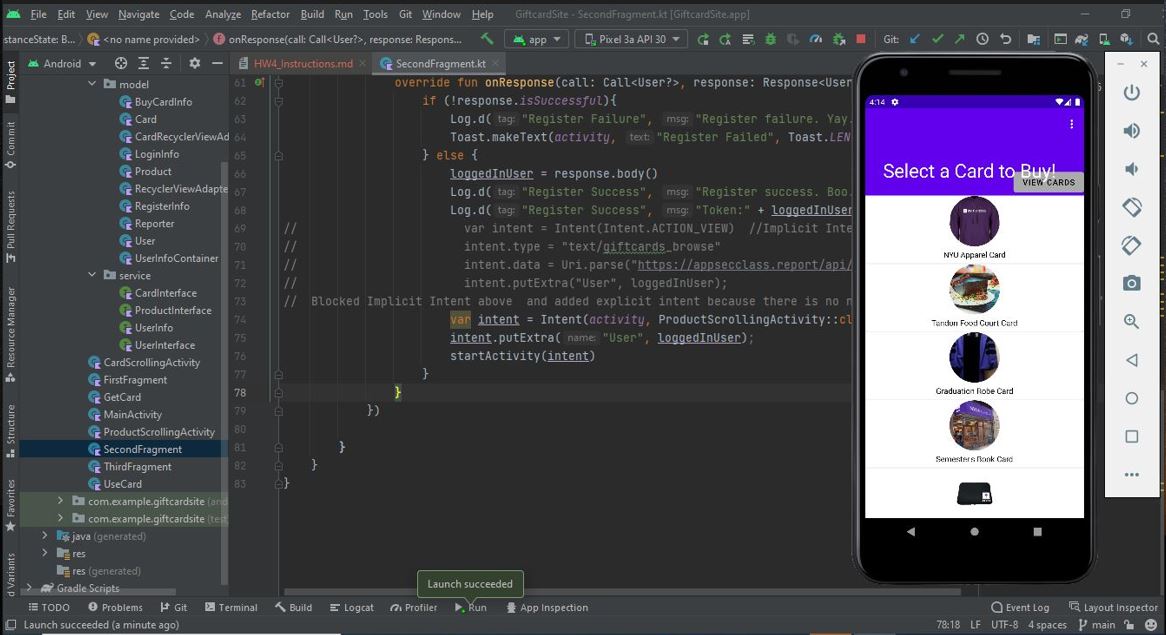 File Edit View Navigate Code Analyze Refactor Build Run Tools Git Window Help GiftcardSite - SecondFragment.kt [GiftcardSite.app]
stanceState: B... <no name provided> onResponse(call: Call<User?>, response: Respons... app Pixel 3a API 30 Git:
Android HW4_Instructions.md SecondFragment.kt
Project
Commit
Pull Requests
Resource Manager
Structure
Favorites
d Variants
model
BuyCardInfo
Card
CardRecyclerViewAd
LoginInfo
Product
RecyclerViewAdapte
RegisterInfo
Reporter
User
UserInfoContainer
service
CardInterface
ProductInterface
UserInfo
UserInterface
CardScrollingActivity
FirstFragment
GetCard
MainActivity
ProductScrollingActivity
SecondFragment
ThirdFragment
UseCard
com.example.giftcardsite (and
com.example.giftcardsite (test
java (generated)
res
res (generated)
Gradle Scripts
61 override fun onResponse(call: Call<User?>, response: Response<User
62 if (!response.isSuccessful){
63 Log.d( tag: "Register Failure", msg: "Register failure. Yay.
64 Toast.makeText(activity, text: "Register Failed", Toast.LEN
65 } else {
66 loggedInUser = response.body()
67 Log.d( tag: "Register Success", msg: "Register success. Boo.
68 Log.d( tag: "Register Success", msg: "Token:" + loggedInUser
69 // var intent = Intent(Intent.ACTION_VIEW) //Implicit Inte
70 // intent.type = "text/giftcards_browse"
71 // intent.data = Uri.parse("https://appsecclass.report/api/
72 // intent.putExtra("User", loggedInUser);
73 // Blocked Implicit Intent above and added explicit intent because there is no n
74 var intent = Intent(activity, ProductScrollingActivity::cl
75 intent.putExtra( name: "User", loggedInUser);
76 startActivity(intent)
77 }
78 }
79 })
80
81 }
82 }
83 }
4:14
Select a Card to Buy!
VIEW CARDS
NYU Apparel Card
Tandon Food Court Card
Graduation Robe Card
Semesters Book Card
Launch succeeded
TODO Problems Git Terminal Build Logcat Profiler Run App Inspection Event Log Layout Inspector
Launch succeeded (a minute ago) 78:18 LF UTF-8 4 spaces main